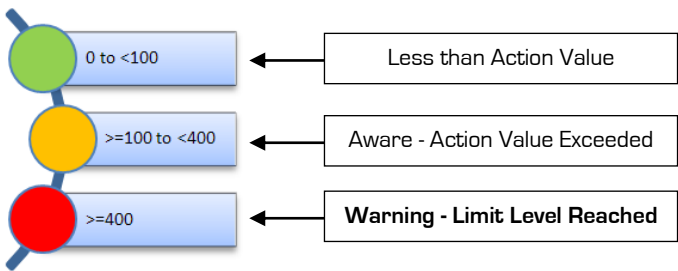 0 to <100
Less than Action Value
>=100 to <400
Aware - Action Value Exceeded
>=400
Warning - Limit Level Reached